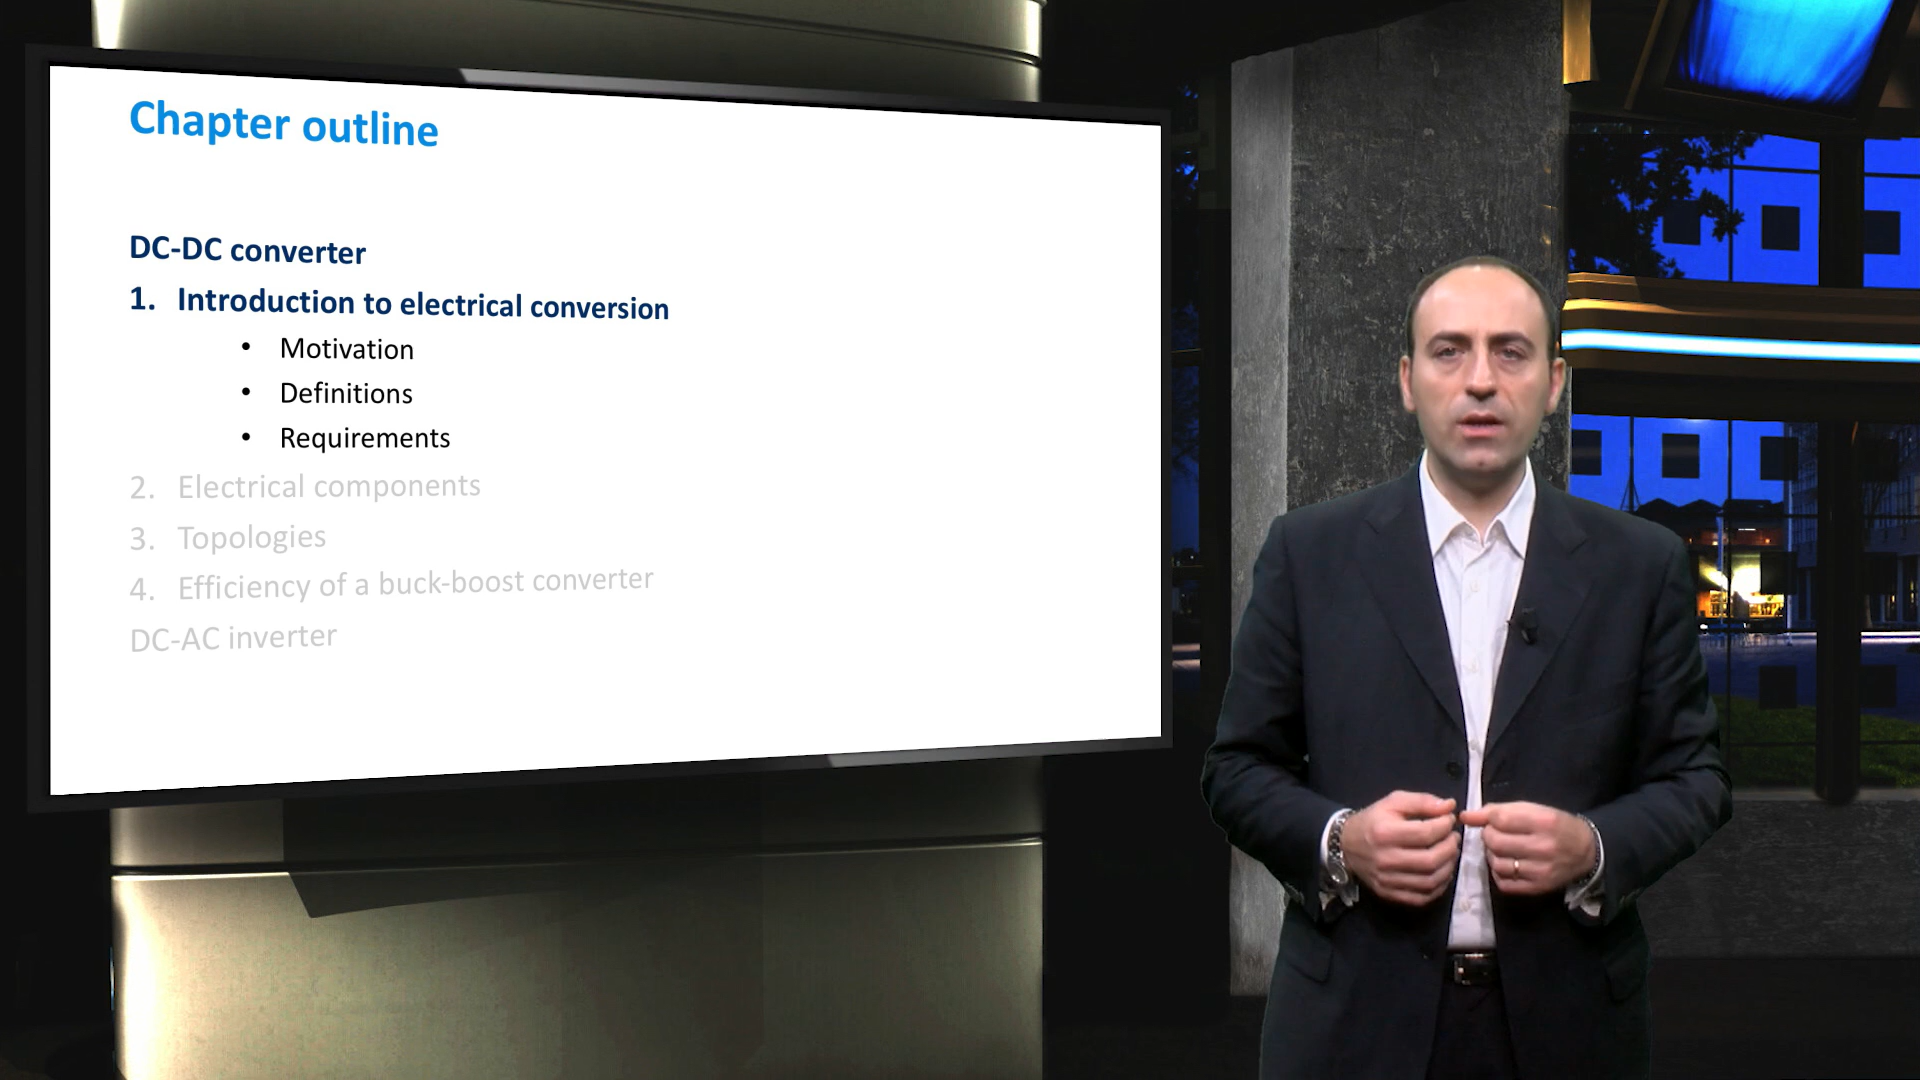 Chapter outline
DC-DC converter
1. Introduction to electrical conversion
• Motivation
• Definitions
• Requirements
2. Electrical components
3. Topologies
4. Efficiency of a buck-boost converter
DC-AC inverter